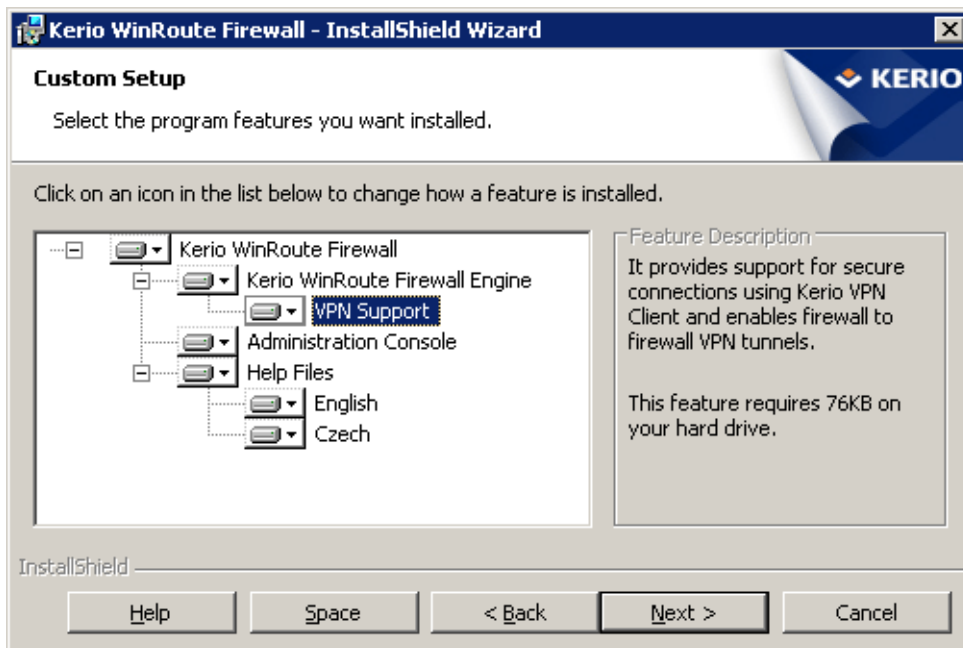 Kerio WinRoute Firewall - InstallShield Wizard
Custom Setup
Select the program features you want installed.
KERIO
Click on an icon in the list below to change how a feature is installed.
Kerio WinRoute Firewall
Kerio WinRoute Firewall Engine
VPN Support
Administration Console
Help Files
English
Czech
Feature Description
It provides support for secure
connections using Kerio VPN
Client and enables firewall to
firewall VPN tunnels.
This feature requires 76KB on
your hard drive.
InstallShield
Help
Space
< Back
Next >
Cancel